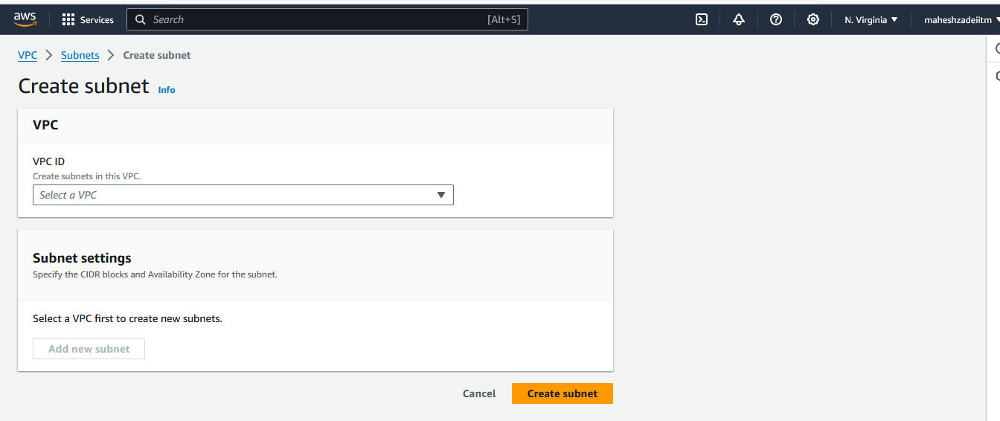 aws Services Search [Alt+S] N. Virginia maheshzadeiitm
VPC > Subnets > Create subnet
Create subnet Info
VPC
VPC ID
Create subnets in this VPC.
Select a VPC
Subnet settings
Specify the CIDR blocks and Availability Zone for the subnet.
Select a VPC first to create new subnets.
Add new subnet
Cancel Create subnet